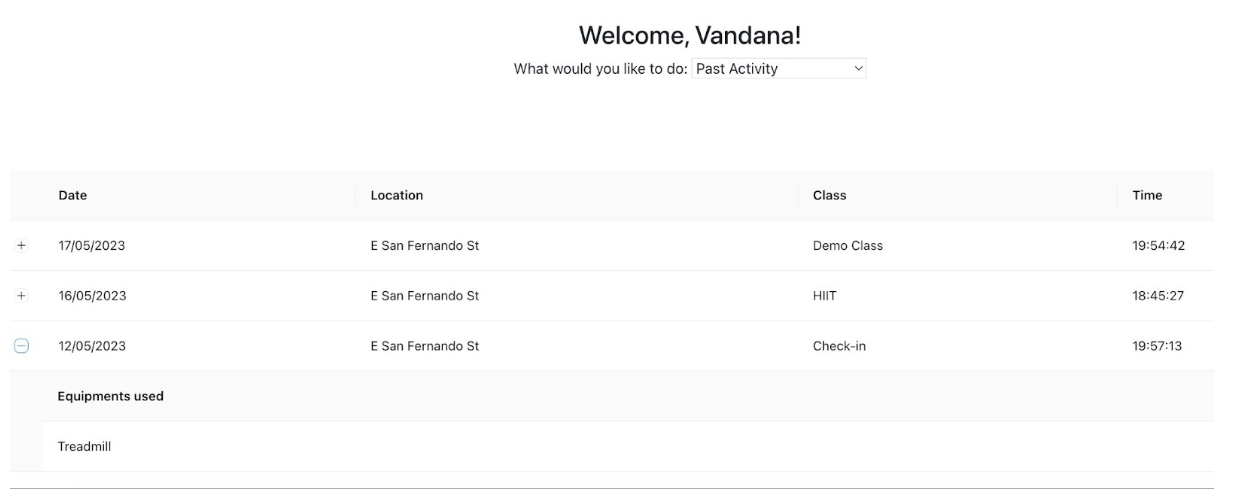 Welcome, Vandana!
What would you like to do: Past Activity
Date Location Class Time
17/05/2023 E San Fernando St Demo Class 19:54:42
16/05/2023 E San Fernando St HIIT 18:45:27
12/05/2023 E San Fernando St Check-in 19:57:13
Equipments used
Treadmill